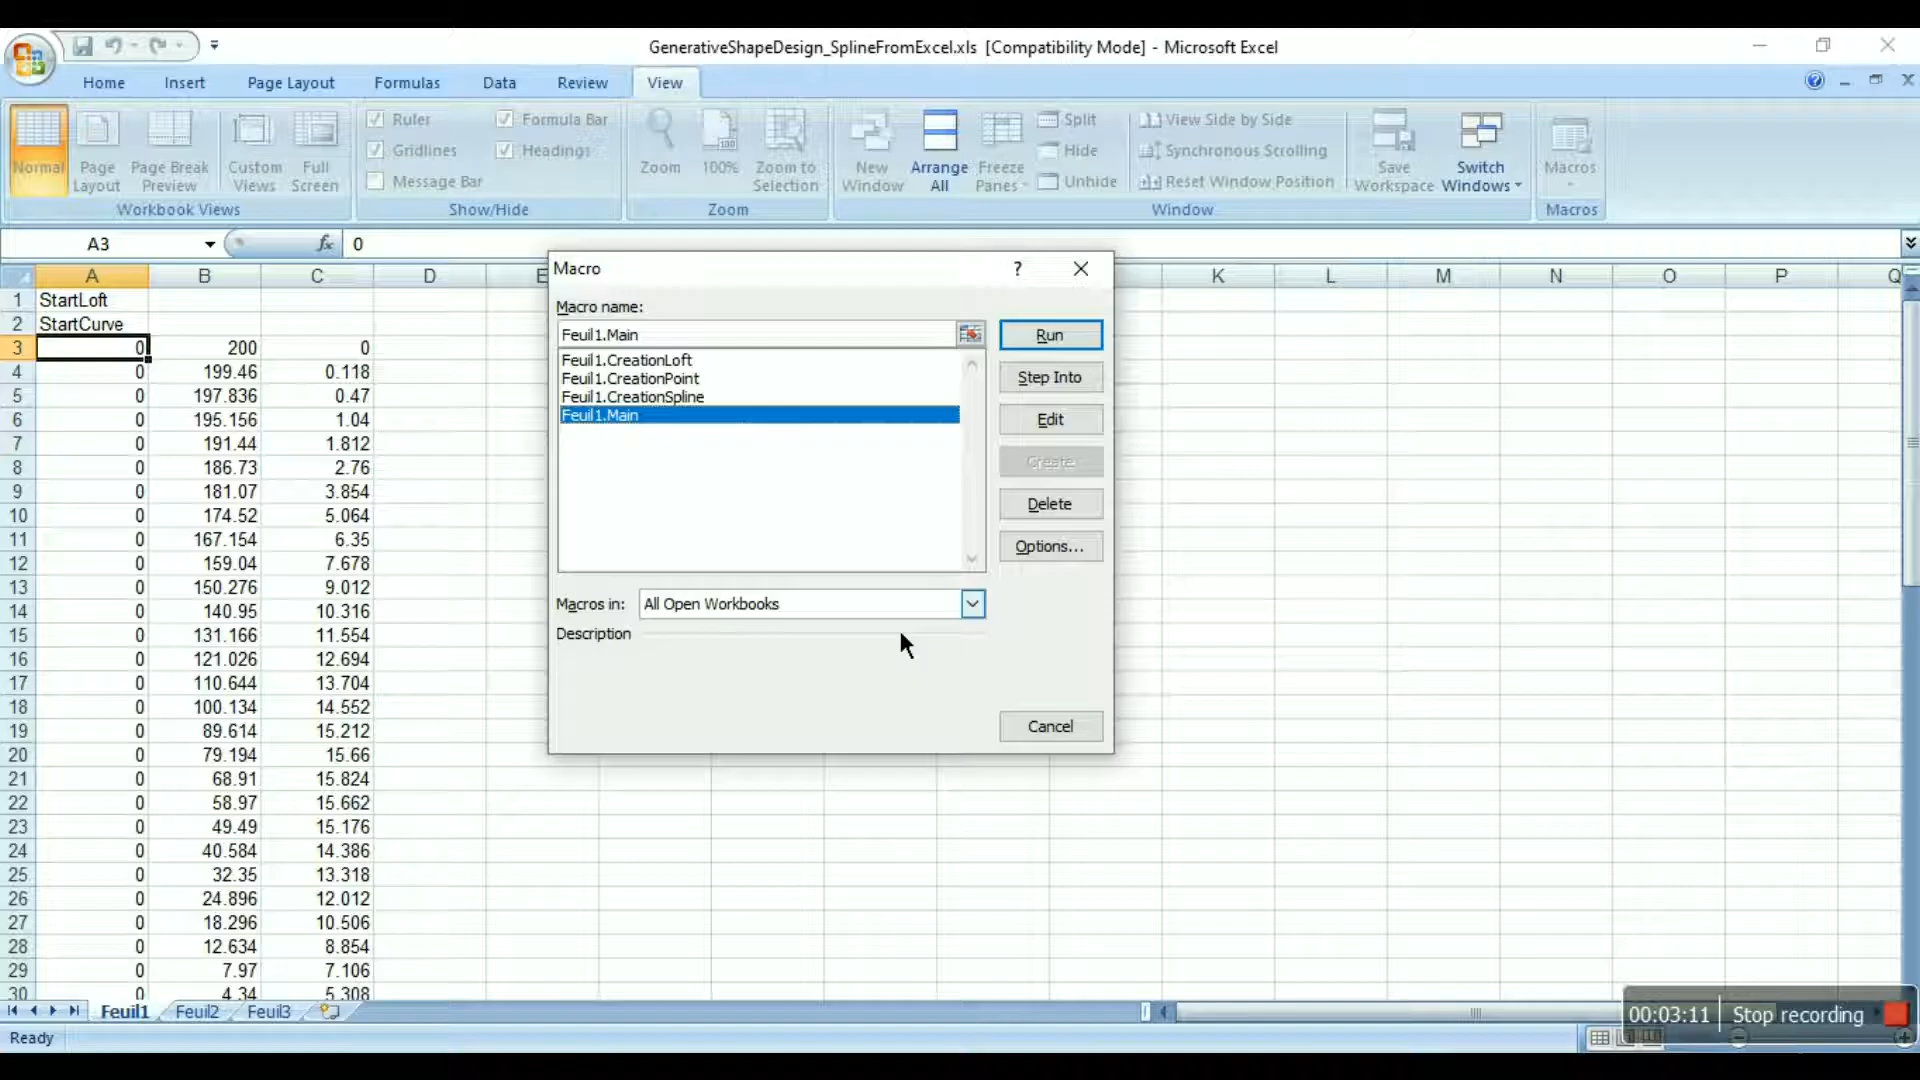 GenerativeShapeDesign_SplineFromExcel.xls [Compatibility Mode] - Microsoft Excel
Home Insert Page Layout Formulas Data Review View
Normal Page Layout Page Break Preview Custom Views Full Screen
Workbook Views
Ruler Formula Bar
Gridlines Headings
Message Bar
Show/Hide
Zoom 100% Zoom to Selection
Zoom
New Window Arrange All Freeze Panes
Split
Hide
Unhide
View Side by Side
Synchronous Scrolling
Reset Window Position
Save Workspace Switch Windows
Window
Macros
Macros
A3 fx 0
A B C D E K L M N O P Q
1 StartLoft
2 StartCurve
3 0 200 0
4 0 199.46 0.118
5 0 197.836 0.47
6 0 195.156 1.04
7 0 191.44 1.812
8 0 186.73 2.76
9 0 181.07 3.854
10 0 174.52 5.064
11 0 167.154 6.35
12 0 159.04 7.678
13 0 150.276 9.012
14 0 140.95 10.316
15 0 131.166 11.554
16 0 121.026 12.694
17 0 110.644 13.704
18 0 100.134 14.552
19 0 89.614 15.212
20 0 79.194 15.66
21 0 68.91 15.824
22 0 58.97 15.662
23 0 49.49 15.176
24 0 40.584 14.386
25 0 32.35 13.318
26 0 24.896 12.012
27 0 18.296 10.506
28 0 12.634 8.854
29 0 7.97 7.106
30 0 4.34 5.308
Macro ?
Macro name:
Feuil1.Main
Feuil1.CreationLoft
Feuil1.CreationPoint
Feuil1.CreationSpline
Feuil1.Main
Run
Step Into
Edit
Create
Delete
Options...
Macros in: All Open Workbooks
Description
Cancel
Feuil1 Feuil2 Feuil3
Ready
00:03:11 Stop recording